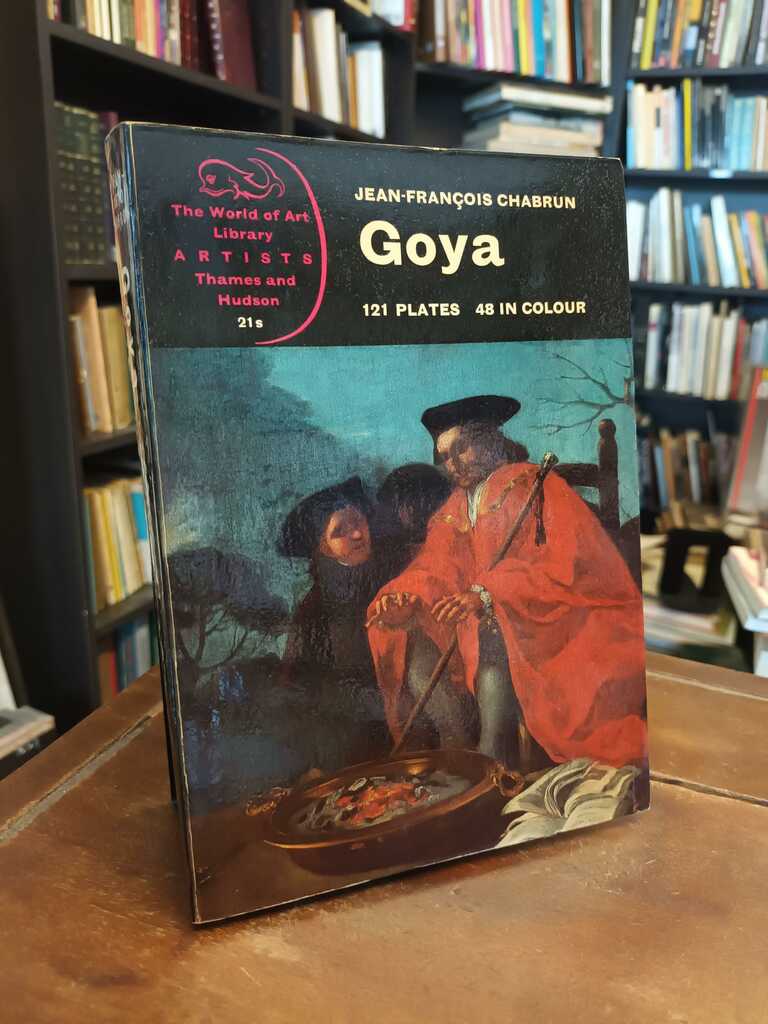 The World of Art
Library
ARTISTS
Thames and
Hudson
21s
JEAN-FRANÇOIS CHABRUN
Goya
121 PLATES 48 IN COLOUR